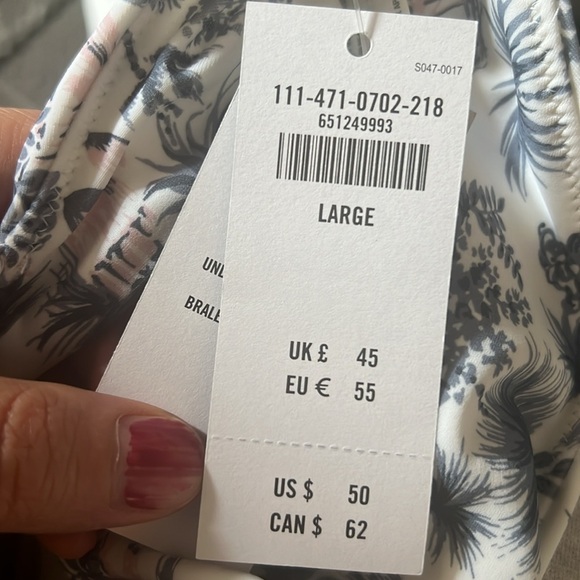 S047-0017
111-471-0702-218
651249993
LARGE
UK £ 45
EU € 55
US $ 50
CAN $ 62